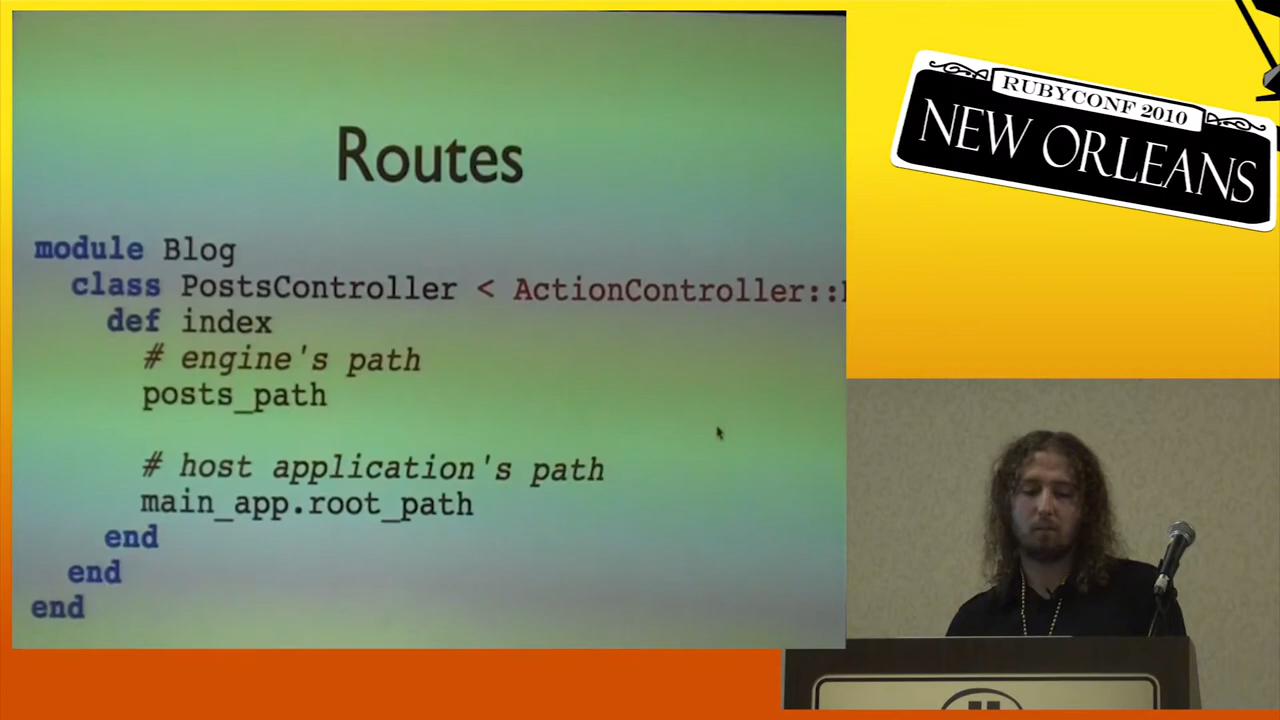 Routes
module Blog
class PostsController < ActionController::
def index
# engine's path
posts_path
# host application's path
main_app.root_path
end
end
end
RUBYCONF 2010
NEW ORLEANS